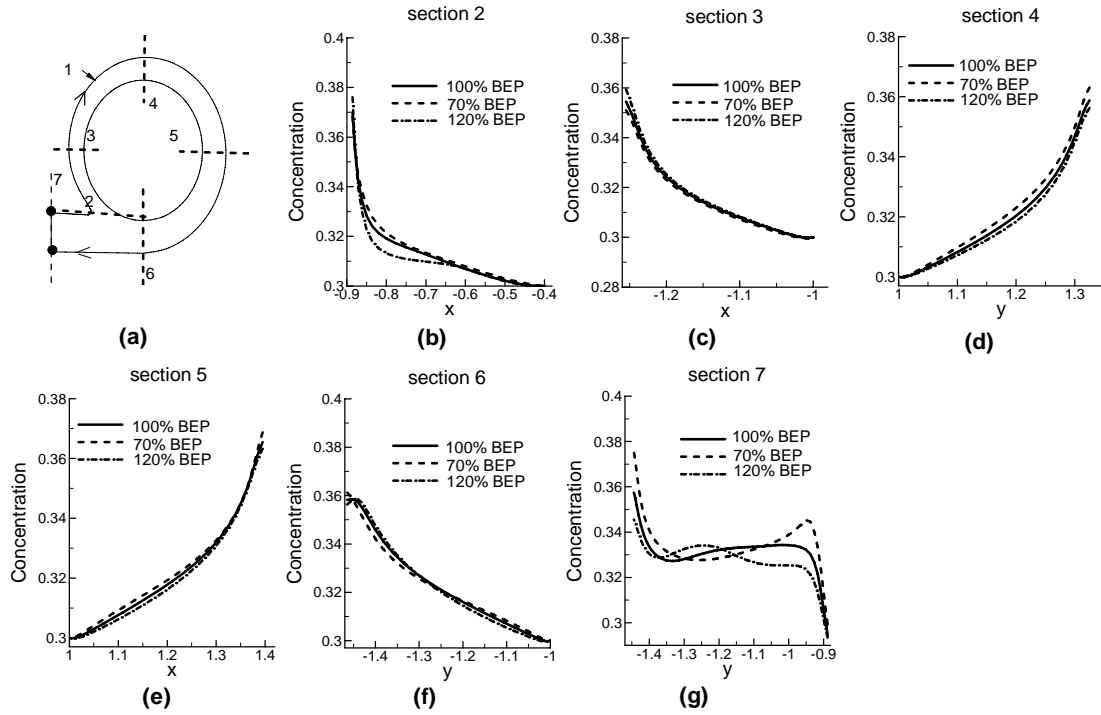 1
4
3
5
7
2
6
(a)
section 2
Concentration
0.4
0.38
0.36
0.34
0.32
0.3
-0.9 -0.8 -0.7 -0.6 -0.5 -0.4
x
100% BEP
70% BEP
120% BEP
(b)
section 3
Concentration
0.38
0.36
0.34
0.32
0.3
0.28
-1.2 -1.1 -1
x
100% BEP
70% BEP
120% BEP
(c)
section 4
Concentration
0.38
0.36
0.34
0.32
0.3
1 1.1 1.2 1.3
y
100% BEP
70% BEP
120% BEP
(d)
section 5
Concentration
0.38
0.36
0.34
0.32
0.3
1 1.1 1.2 1.3 1.4
x
100% BEP
70% BEP
120% BEP
(e)
section 6
Concentration
0.4
0.38
0.36
0.34
0.32
0.3
-1.4 -1.3 -1.2 -1.1 -1
y
100% BEP
70% BEP
120% BEP
(f)
section 7
Concentration
0.4
0.38
0.36
0.34
0.32
0.3
-1.4 -1.3 -1.2 -1.1 -1 -0.9
y
100% BEP
70% BEP
120% BEP
(g)